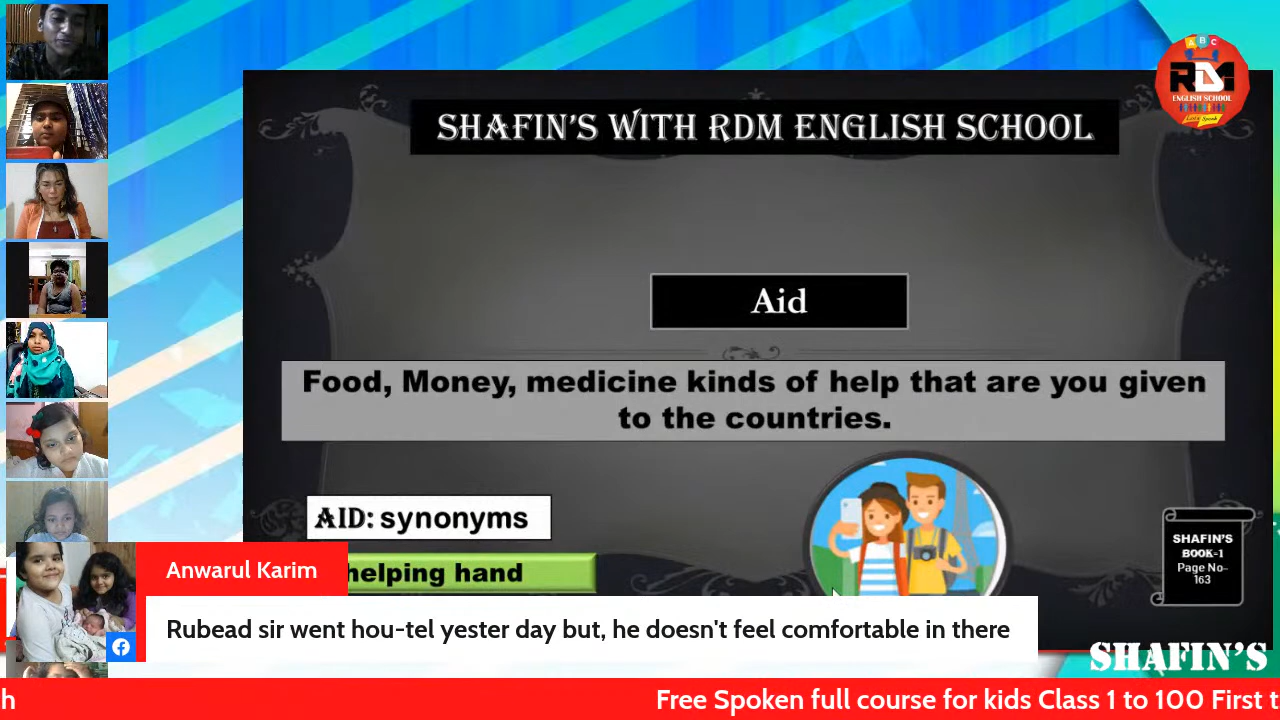 A B C
RDM
ENGLISH SCHOOL
SHAFIN'S WITH RDM ENGLISH SCHOOL
Aid
Food, Money, medicine kinds of help that are you given
to the countries.
AID: synonyms
helping hand
SHAFIN'S
BOOK=1
Page No-
163
Anwarul Karim
Rubead sir went hou-tel yester day but, he doesn't feel comfortable in there
SHAFIN'S
h Free Spoken full course for kids Class 1 to 100 First t